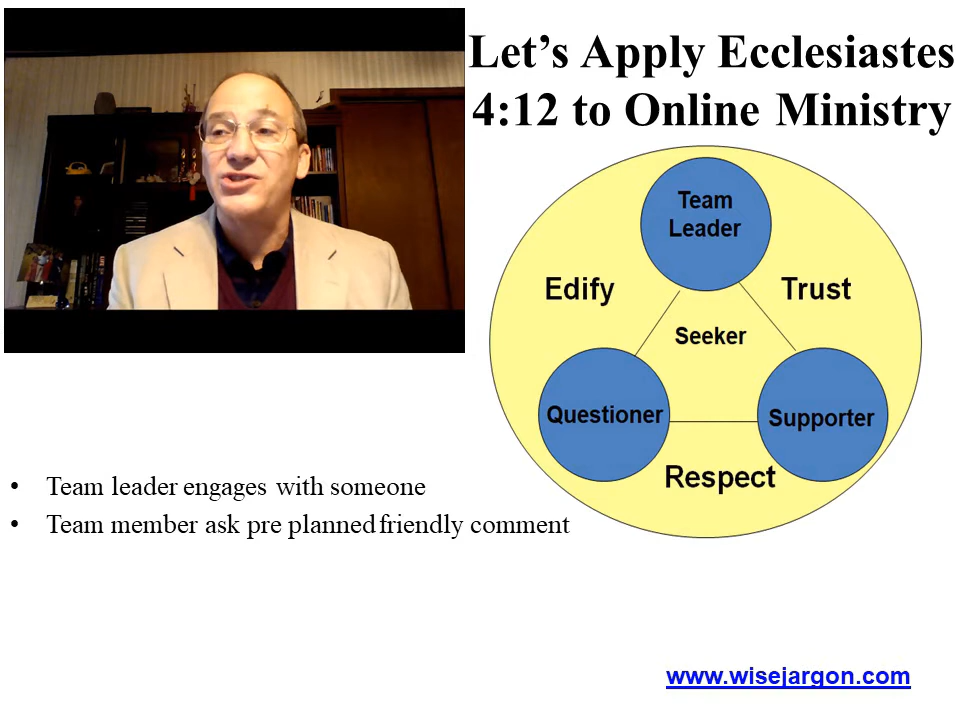 Let’s Apply Ecclesiastes
4:12 to Online Ministry
Team
Leader
Edify
Trust
Seeker
Questioner
Supporter
Respect
• Team leader engages with someone
• Team member ask pre planned friendly comment
www.wisejargon.com